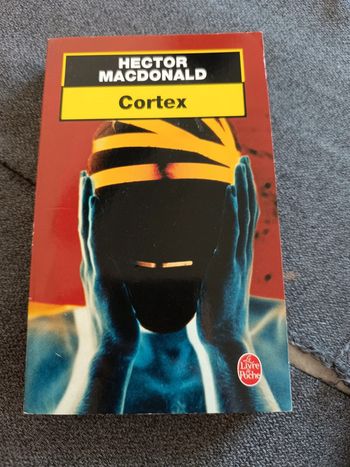 HECTOR
MACDONALD
Cortex
Le
Livre
de
Poche